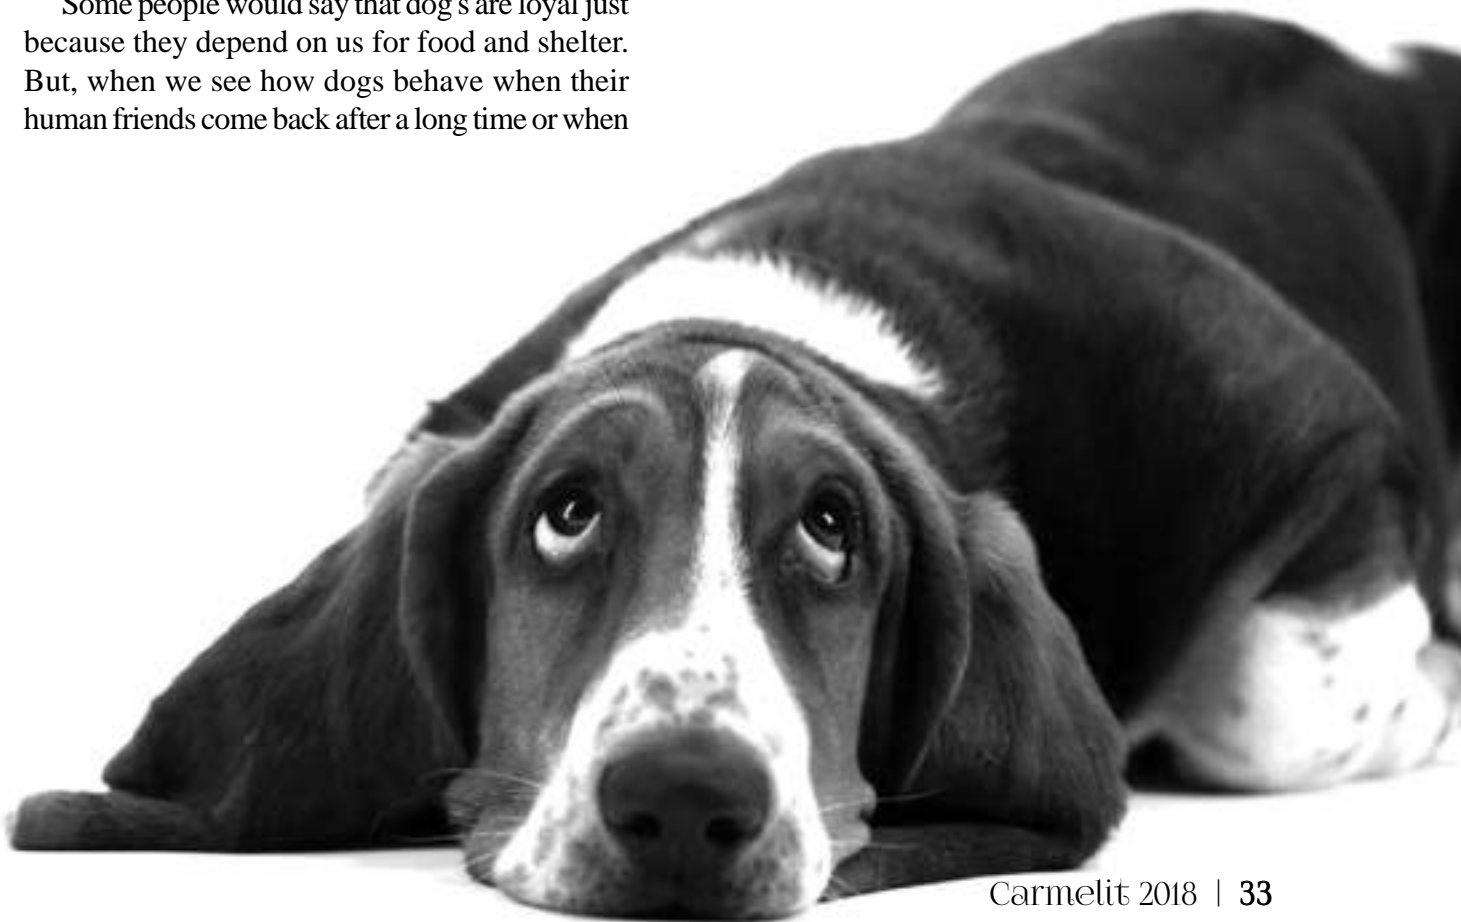 Some people would say that dog's are loyal just
because they depend on us for food and shelter.
But, when we see how dogs behave when their
human friends come back after a long time or when
Carmelit 2018 | 33